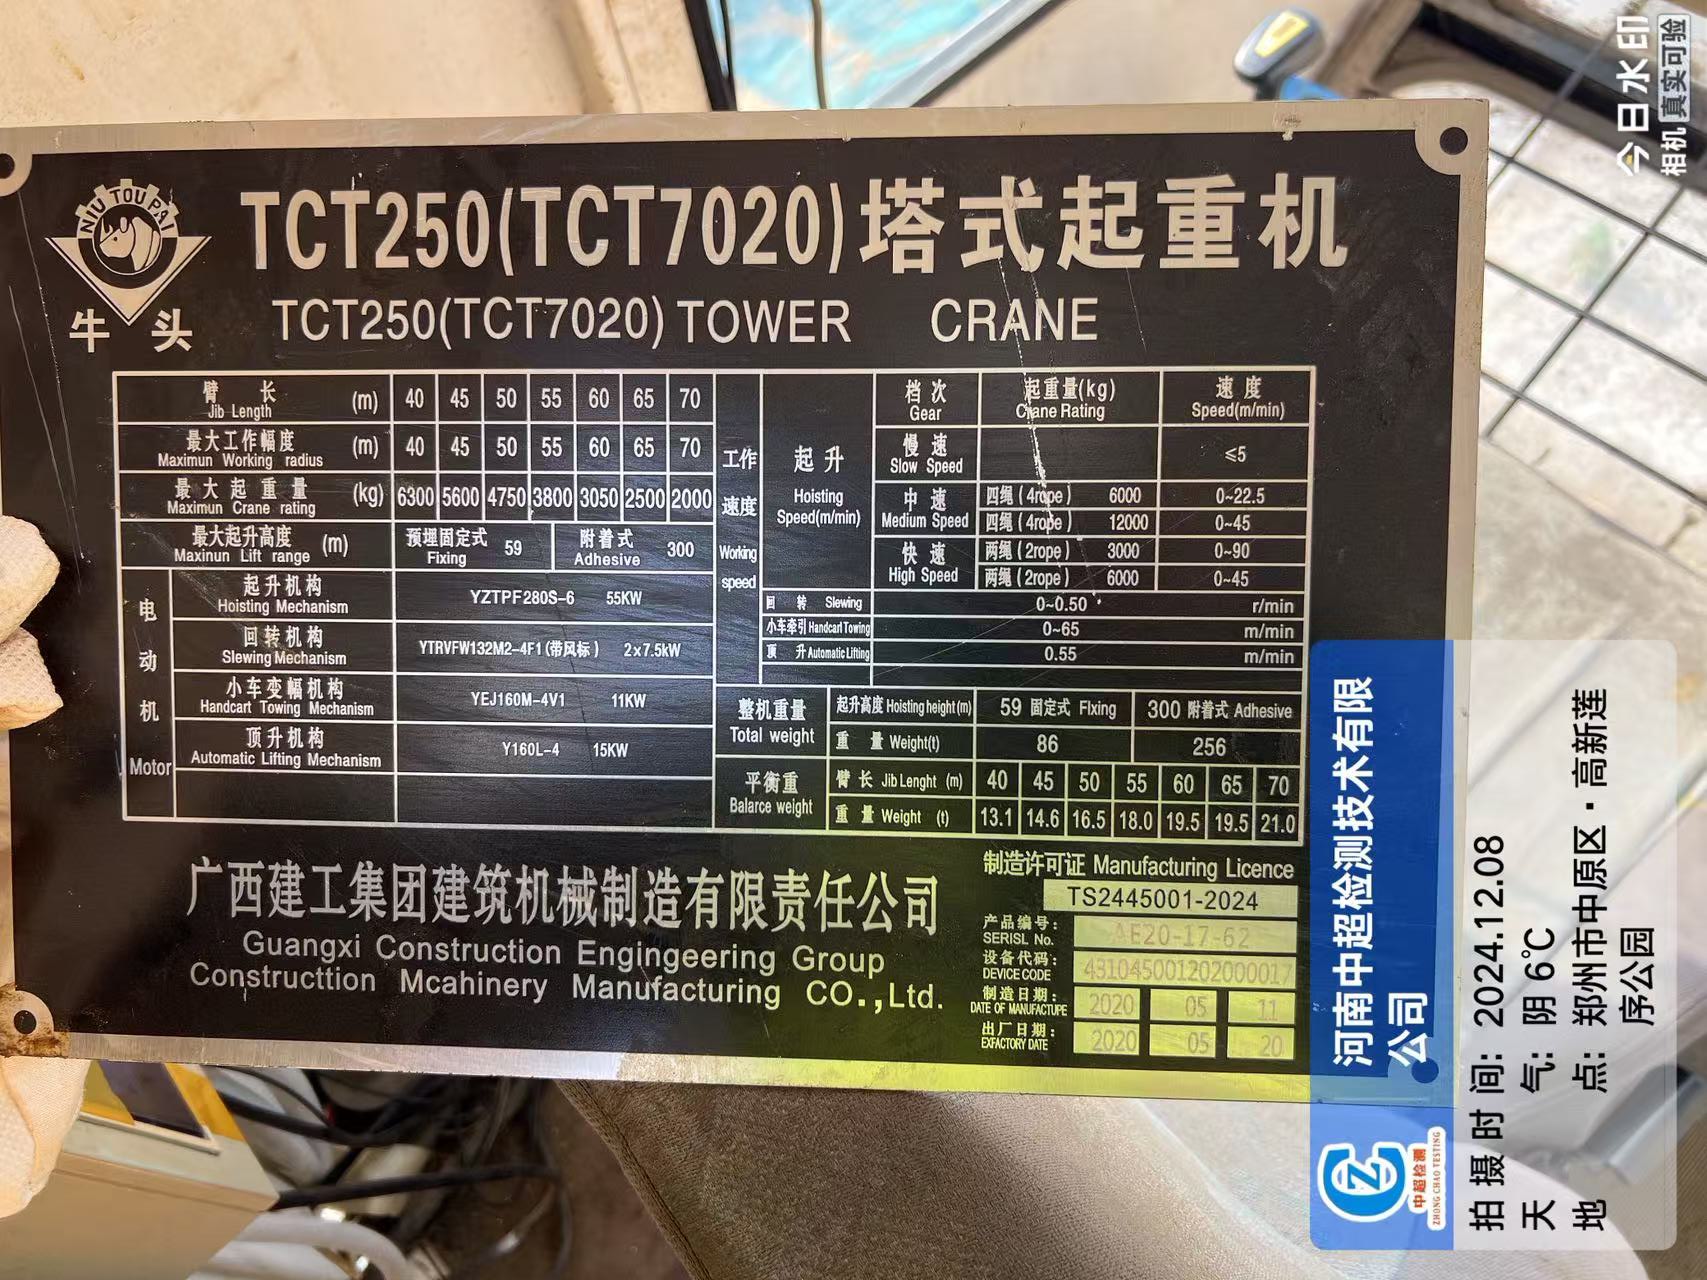 NIU TOU PAI
牛 头
TCT250(TCT7020)塔式起重机
TCT250(TCT7020) TOWER CRANE
臂 长 (m) 40 45 50 55 60 65 70
Jib Length
最大工作幅度 (m) 40 45 50 55 60 65 70
Maximun Working radius
最大起重量 (kg) 6300 5600 4750 3800 3050 2500 2000
Maximun Crane rating
最大起升高度 (m) 预埋固定式 59 附着式 300
Maxinun Lift range Fixing Adhesive
电动机 Motor
起升机构 YZTPF280S-6 55KW
Hoisting Mechanism
回转机构 YTRVFW132M2-4F1(带风标) 2×7.5kW
Slewing Mechanism
小车变幅机构 YEJ160M-4V1 11KW
Handcart Towing Mechanism
顶升机构 Y160L-4 15KW
Automatic Lifting Mechanism
工作速度 Working speed
起升
Hoisting
Speed(m/min)
档次 起重量(kg) 速度
Gear Crane Rating Speed(m/min)
慢速 ≤5
Slow Speed
中速 四绳(4rope) 6000 0~22.5
Medium Speed 四绳(4rope) 12000 0~45
快速 两绳(2rope) 3000 0~90
High Speed 两绳(2rope) 6000 0~45
回 转 Slewing 0~0.50 r/min
小车牵引 Handcart Towing 0~65 m/min
顶 升 Automatic Lifting 0.55 m/min
整机重量 起升高度 Hoisting height(m) 59 固定式 FIxing 300 附着式 Adhesive
Total weight 重 量 Weight(t) 86 256
平衡重 臂 长 Jib Lenght (m) 40 45 50 55 60 65 70
Balarce weight 重 量 Weight (t) 13.1 14.6 16.5 18.0 19.5 19.5 21.0
广西建工集团建筑机械制造有限责任公司
Guangxi Construction Engingeering Group
Constructtion Mcahinery Manufacturing CO.,Ltd.
制造许可证 Manufacturing Licence
TS2445001-2024
产品编号: AE20-17-62
SERISL No.
设备代码: 431045001202000017
DEVICE CODE
制造日期: 2020 05 11
DATE OF MANUFACTUPE
出厂日期: 2020 05 20
EXFACTORY DATE
今日水印
相机 真实可验
CZ
中超检测
ZHONG CHAO TESTING
河南中超检测技术有限
公司
拍摄时间: 2024.12.08
天 气: 阴 6℃
地 点: 郑州市中原区·高新莲
序公园